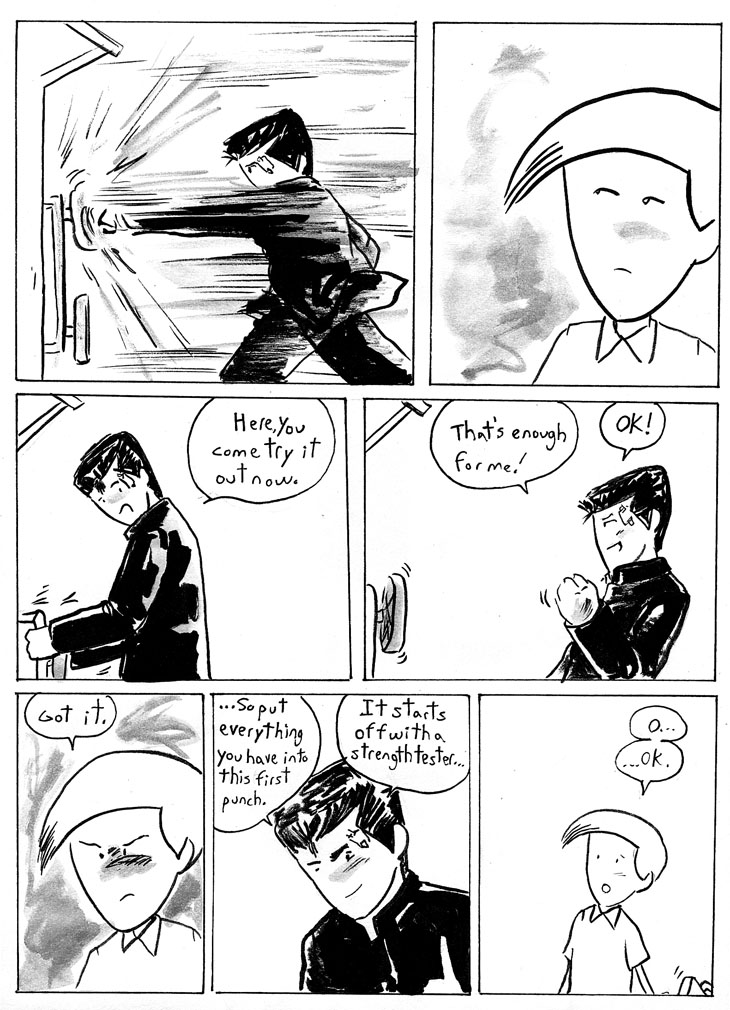 OK!
That's enough
for me!
Here, you
come try it
out now.
O...
...OK.
It starts
off with a
strength tester...
...So put
everything
you have into
this first
punch.
Got it.